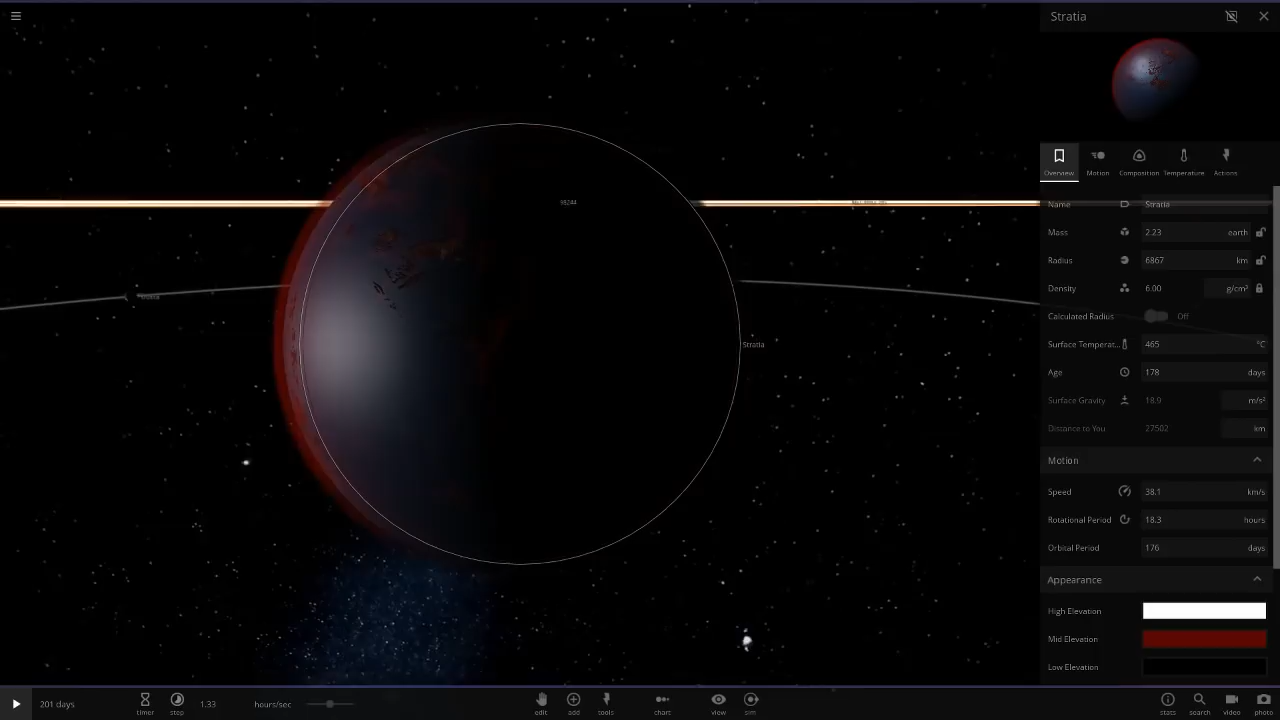 Stratia
Overview
Motion
Composition
Temperature
Actions
Name Stratia
Mass 2.23 earth
Radius 6867 km
Density 6.00 g/cm³
Calculated Radius Off
Surface Temperat... 465 °C
Age 178 days
Surface Gravity 18.9 m/s²
Distance to You 27502 km
Motion
Speed 38.1 km/s
Rotational Period 18.3 hours
Orbital Period 176 days
Appearance
High Elevation
Mid Elevation
Low Elevation
Stratia
201 days
timer
step
1.33 hours/sec
edit
add
tools
chart
view
sim
stats
search
video
photo